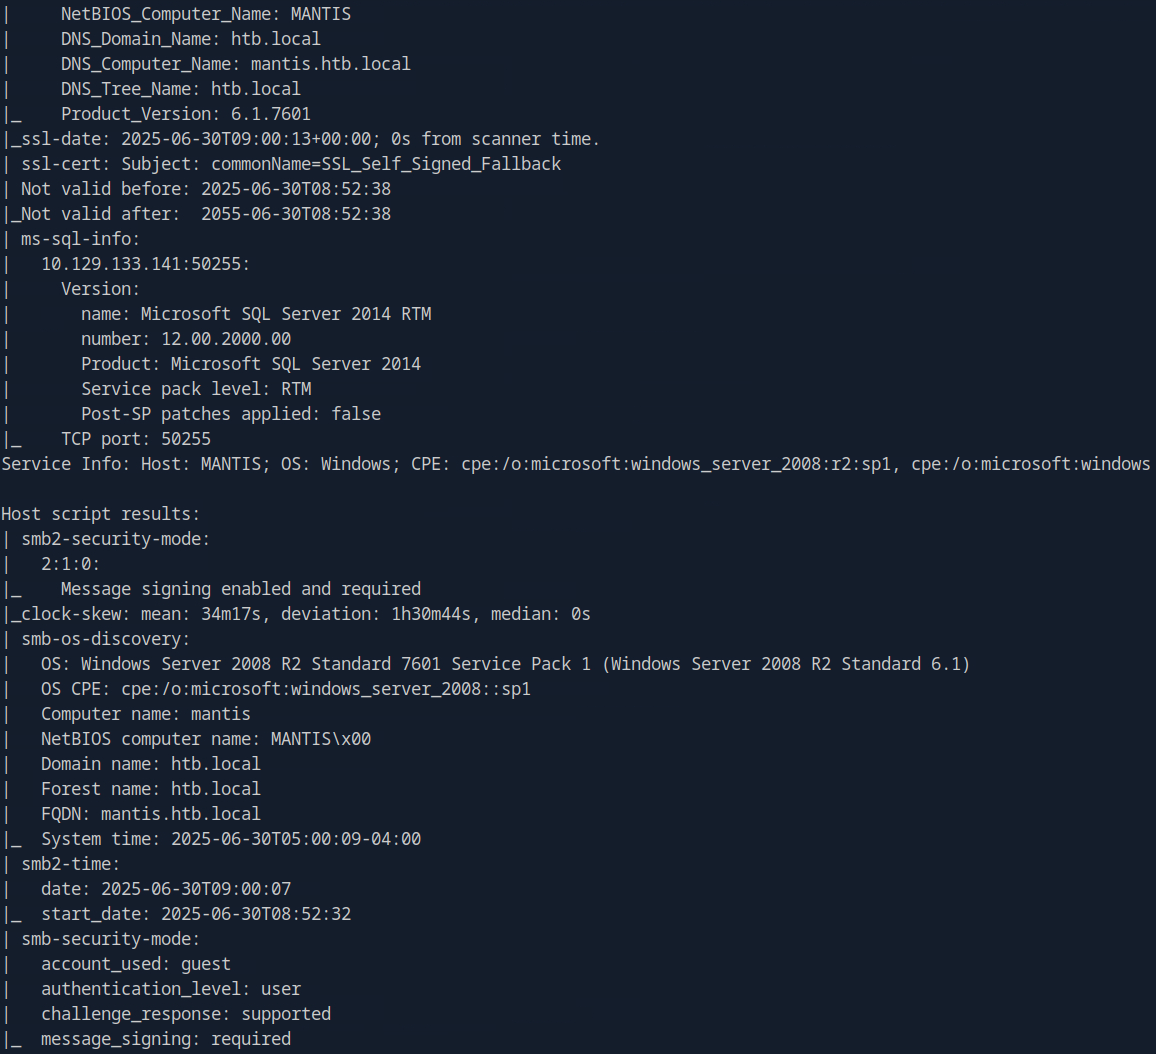 |     NetBIOS_Computer_Name: MANTIS
|     DNS_Domain_Name: htb.local
|     DNS_Computer_Name: mantis.htb.local
|     DNS_Tree_Name: htb.local
|_    Product_Version: 6.1.7601
|_ssl-date: 2025-06-30T09:00:13+00:00; 0s from scanner time.
| ssl-cert: Subject: commonName=SSL_Self_Signed_Fallback
| Not valid before: 2025-06-30T08:52:38
|_Not valid after:  2055-06-30T08:52:38
| ms-sql-info:
|   10.129.133.141:50255:
|     Version:
|       name: Microsoft SQL Server 2014 RTM
|       number: 12.00.2000.00
|       Product: Microsoft SQL Server 2014
|       Service pack level: RTM
|       Post-SP patches applied: false
|_    TCP port: 50255
Service Info: Host: MANTIS; OS: Windows; CPE: cpe:/o:microsoft:windows_server_2008:r2:sp1, cpe:/o:microsoft:windows

Host script results:
| smb2-security-mode:
|   2:1:0:
|_    Message signing enabled and required
|_clock-skew: mean: 34m17s, deviation: 1h30m44s, median: 0s
| smb-os-discovery:
|   OS: Windows Server 2008 R2 Standard 7601 Service Pack 1 (Windows Server 2008 R2 Standard 6.1)
|   OS CPE: cpe:/o:microsoft:windows_server_2008::sp1
|   Computer name: mantis
|   NetBIOS computer name: MANTIS\x00
|   Domain name: htb.local
|   Forest name: htb.local
|   FQDN: mantis.htb.local
|_  System time: 2025-06-30T05:00:09-04:00
| smb2-time:
|   date: 2025-06-30T09:00:07
|_  start_date: 2025-06-30T08:52:32
| smb-security-mode:
|   account_used: guest
|   authentication_level: user
|   challenge_response: supported
|_  message_signing: required